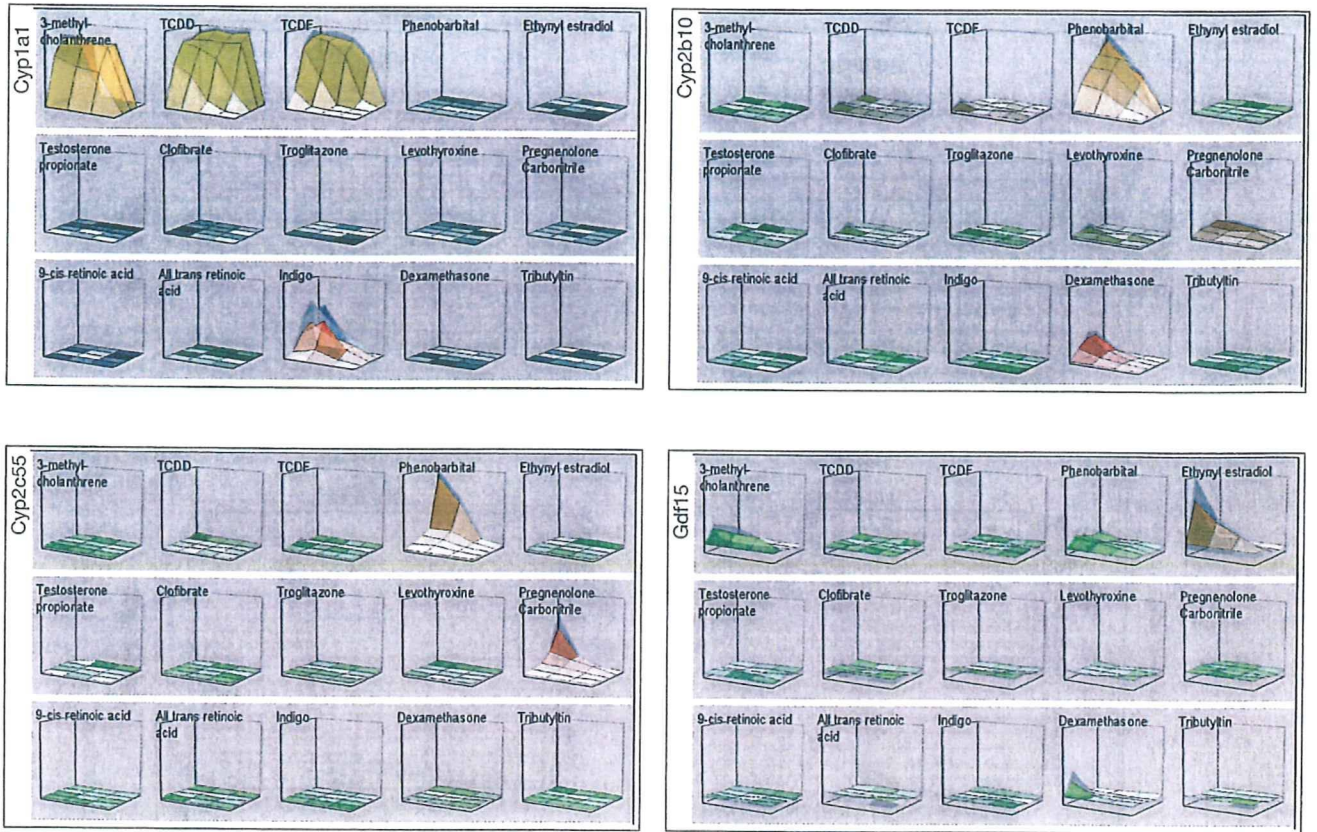 Cyp1a1
3-methyl-
cholanthrene
TCDD
TCDF
Phenobarbital
Ethynyl estradiol
Testosterone
propionate
Clofibrate
Troglitazone
Levothyroxine
Pregnenolone
Carbonitrile
9-cis retinoic acid
All trans retinoic
acid
Indigo
Dexamethasone
Tributyltin
Cyp2b10
3-methyl-
cholanthrene
TCDD
TCDF
Phenobarbital
Ethynyl estradiol
Testosterone
propionate
Clofibrate
Troglitazone
Levothyroxine
Pregnenolone
Carbonitrile
9-cis retinoic acid
All trans retinoic
acid
Indigo
Dexamethasone
Tributyltin
Cyp2c55
3-methyl-
cholanthrene
TCDD
TCDF
Phenobarbital
Ethynyl estradiol
Testosterone
propionate
Clofibrate
Troglitazone
Levothyroxine
Pregnenolone
Carbonitrile
9-cis retinoic acid
All trans retinoic
acid
Indigo
Dexamethasone
Tributyltin
Gdf15
3-methyl-
cholanthrene
TCDD
TCDF
Phenobarbital
Ethynyl estradiol
Testosterone
propionate
Clofibrate
Troglitazone
Levothyroxine
Pregnenolone
Carbonitrile
9-cis retinoic acid
All trans retinoic
acid
Indigo
Dexamethasone
Tributyltin